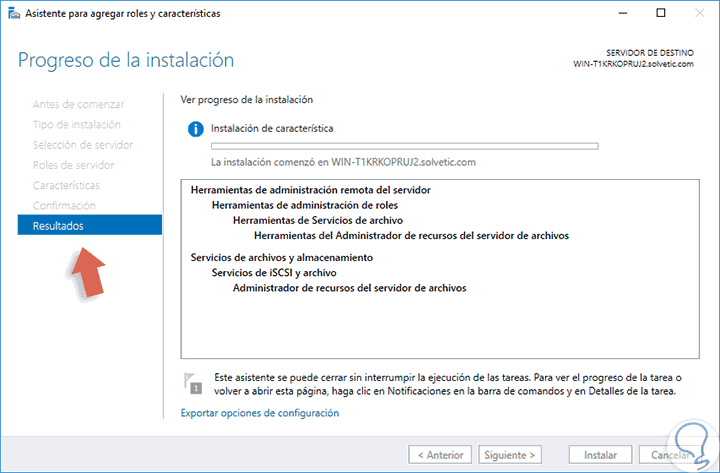 Asistente para agregar roles y características
Progreso de la instalación
SERVIDOR DE DESTINO
WIN-T1KRKOPRUJ2.solvetic.com
Antes de comenzar
Tipo de instalación
Selección de servidor
Roles de servidor
Características
Confirmación
Resultados
Ver progreso de la instalación
Instalación de característica
La instalación comenzó en WIN-T1KRKOPRUJ2.solvetic.com
Herramientas de administración remota del servidor
Herramientas de administración de roles
Herramientas de Servicios de archivo
Herramientas del Administrador de recursos del servidor de archivos
Servicios de archivos y almacenamiento
Servicios de iSCSI y archivo
Administrador de recursos del servidor de archivos
1
Este asistente se puede cerrar sin interrumpir la ejecución de las tareas. Para ver el progreso de la tarea o
volver a abrir esta página, haga clic en Notificaciones en la barra de comandos y en Detalles de la tarea.
Exportar opciones de configuración
< Anterior
Siguiente >
Instalar
Cancelar